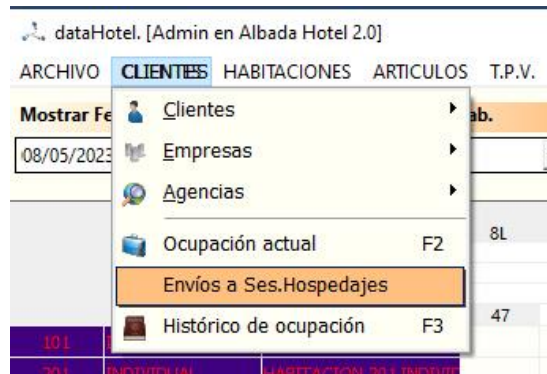 dataHotel. [Admin en Albada Hotel 2.0]
ARCHIVO CLIENTES HABITACIONES ARTICULOS T.P.V.
Mostrar Fe ab.
08/05/2023
Clientes
Empresas
Agencias
8L
Ocupación actual F2
Envíos a Ses.Hospedajes
47
Histórico de ocupación F3
101
201 INDIVIDUAL HABITACION 201 INDIVID